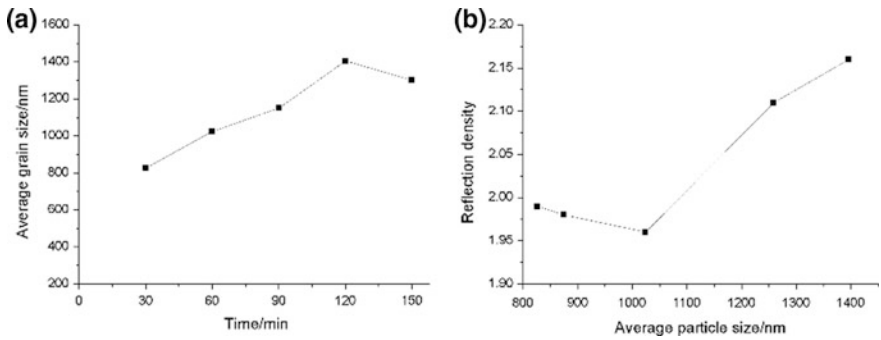 (a)
1600
1400
1200
1000
800
600
400
200
0 30 60 90 120 150
Average grain size/nm
Time/min
(b)
2.20
2.15
2.10
2.05
2.00
1.95
1.90
800 900 1000 1100 1200 1300 1400
Reflection density
Average particle size/nm